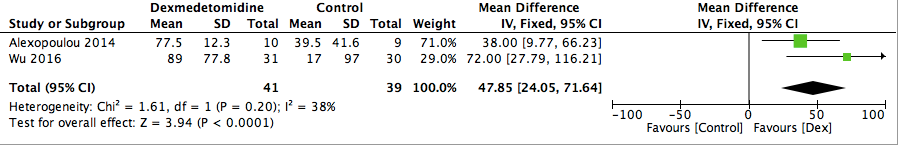 Dexmedetomidine Control Mean Difference Mean Difference
Study or Subgroup Mean SD Total Mean SD Total Weight IV, Fixed, 95% CI IV, Fixed, 95% CI
Alexopoulou 2014 77.5 12.3 10 39.5 41.6 9 71.0% 38.00 [9.77, 66.23]
Wu 2016 89 77.8 31 17 97 30 29.0% 72.00 [27.79, 116.21]
Total (95% CI) 41 39 100.0% 47.85 [24.05, 71.64]
Heterogeneity: Chi² = 1.61, df = 1 (P = 0.20); I² = 38%
Test for overall effect: Z = 3.94 (P < 0.0001)
-100 -50 0 50 100
Favours [Control] Favours [Dex]